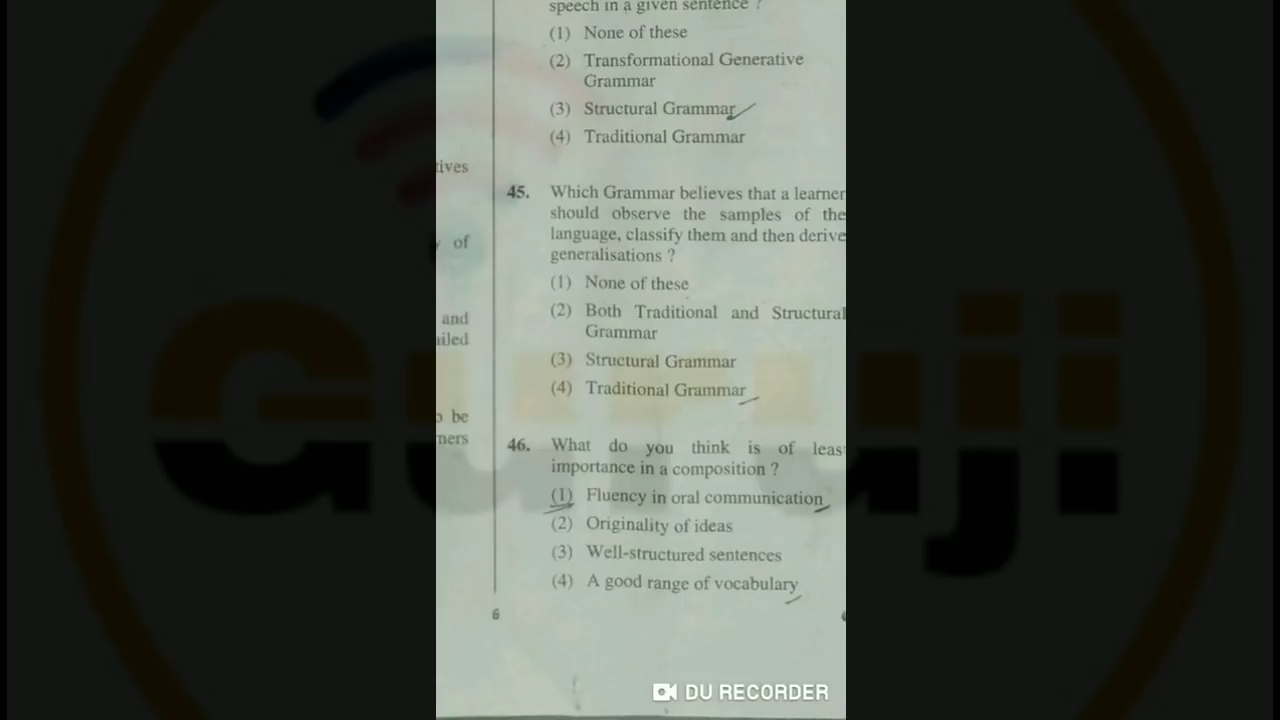 speech in a given sentence ?
(1) None of these
(2) Transformational Generative
Grammar
(3) Structural Grammar
(4) Traditional Grammar
tives
of
and
ailed
be
ners
45. Which Grammar believes that a learner
should observe the samples of the
language, classify them and then derive
generalisations ?
(1) None of these
(2) Both Traditional and Structural
Grammar
(3) Structural Grammar
(4) Traditional Grammar
46. What do you think is of leas
importance in a composition ?
(1) Fluency in oral communication
(2) Originality of ideas
(3) Well-structured sentences
(4) A good range of vocabulary
6
Guruji
DU RECORDER